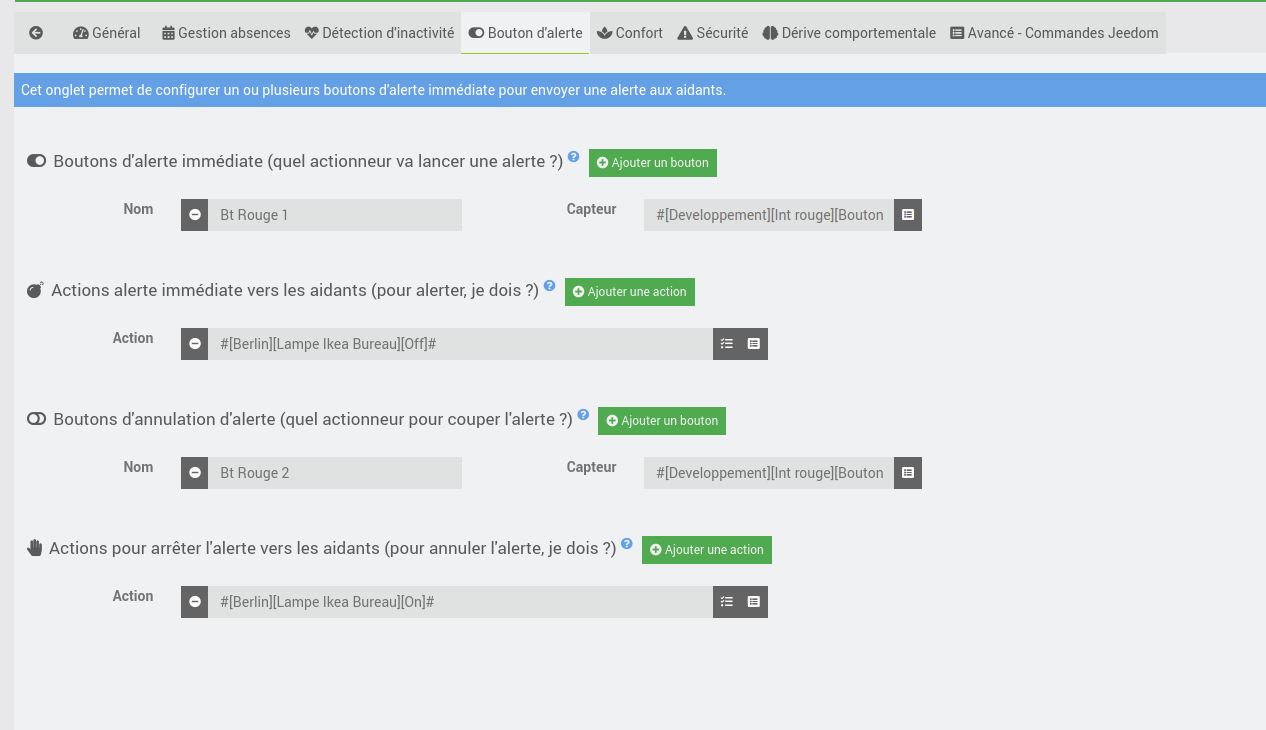 Général Gestion absences Détection d'inactivité Bouton d'alerte Confort Sécurité Dérive comportementale Avancé - Commandes Jeedom
Cet onglet permet de configurer un ou plusieurs boutons d'alerte immédiate pour envoyer une alerte aux aidants.
Boutons d'alerte immédiate (quel actionneur va lancer une alerte ?) ? Ajouter un bouton
Nom Bt Rouge 1 Capteur #[Developpement][Int rouge][Bouton
Actions alerte immédiate vers les aidants (pour alerter, je dois ?) ? Ajouter une action
Action #[Berlin][Lampe Ikea Bureau][Off]#
Boutons d'annulation d'alerte (quel actionneur pour couper l'alerte ?) ? Ajouter un bouton
Nom Bt Rouge 2 Capteur #[Developpement][Int rouge][Bouton
Actions pour arrêter l'alerte vers les aidants (pour annuler l'alerte, je dois ?) ? Ajouter une action
Action #[Berlin][Lampe Ikea Bureau][On]#